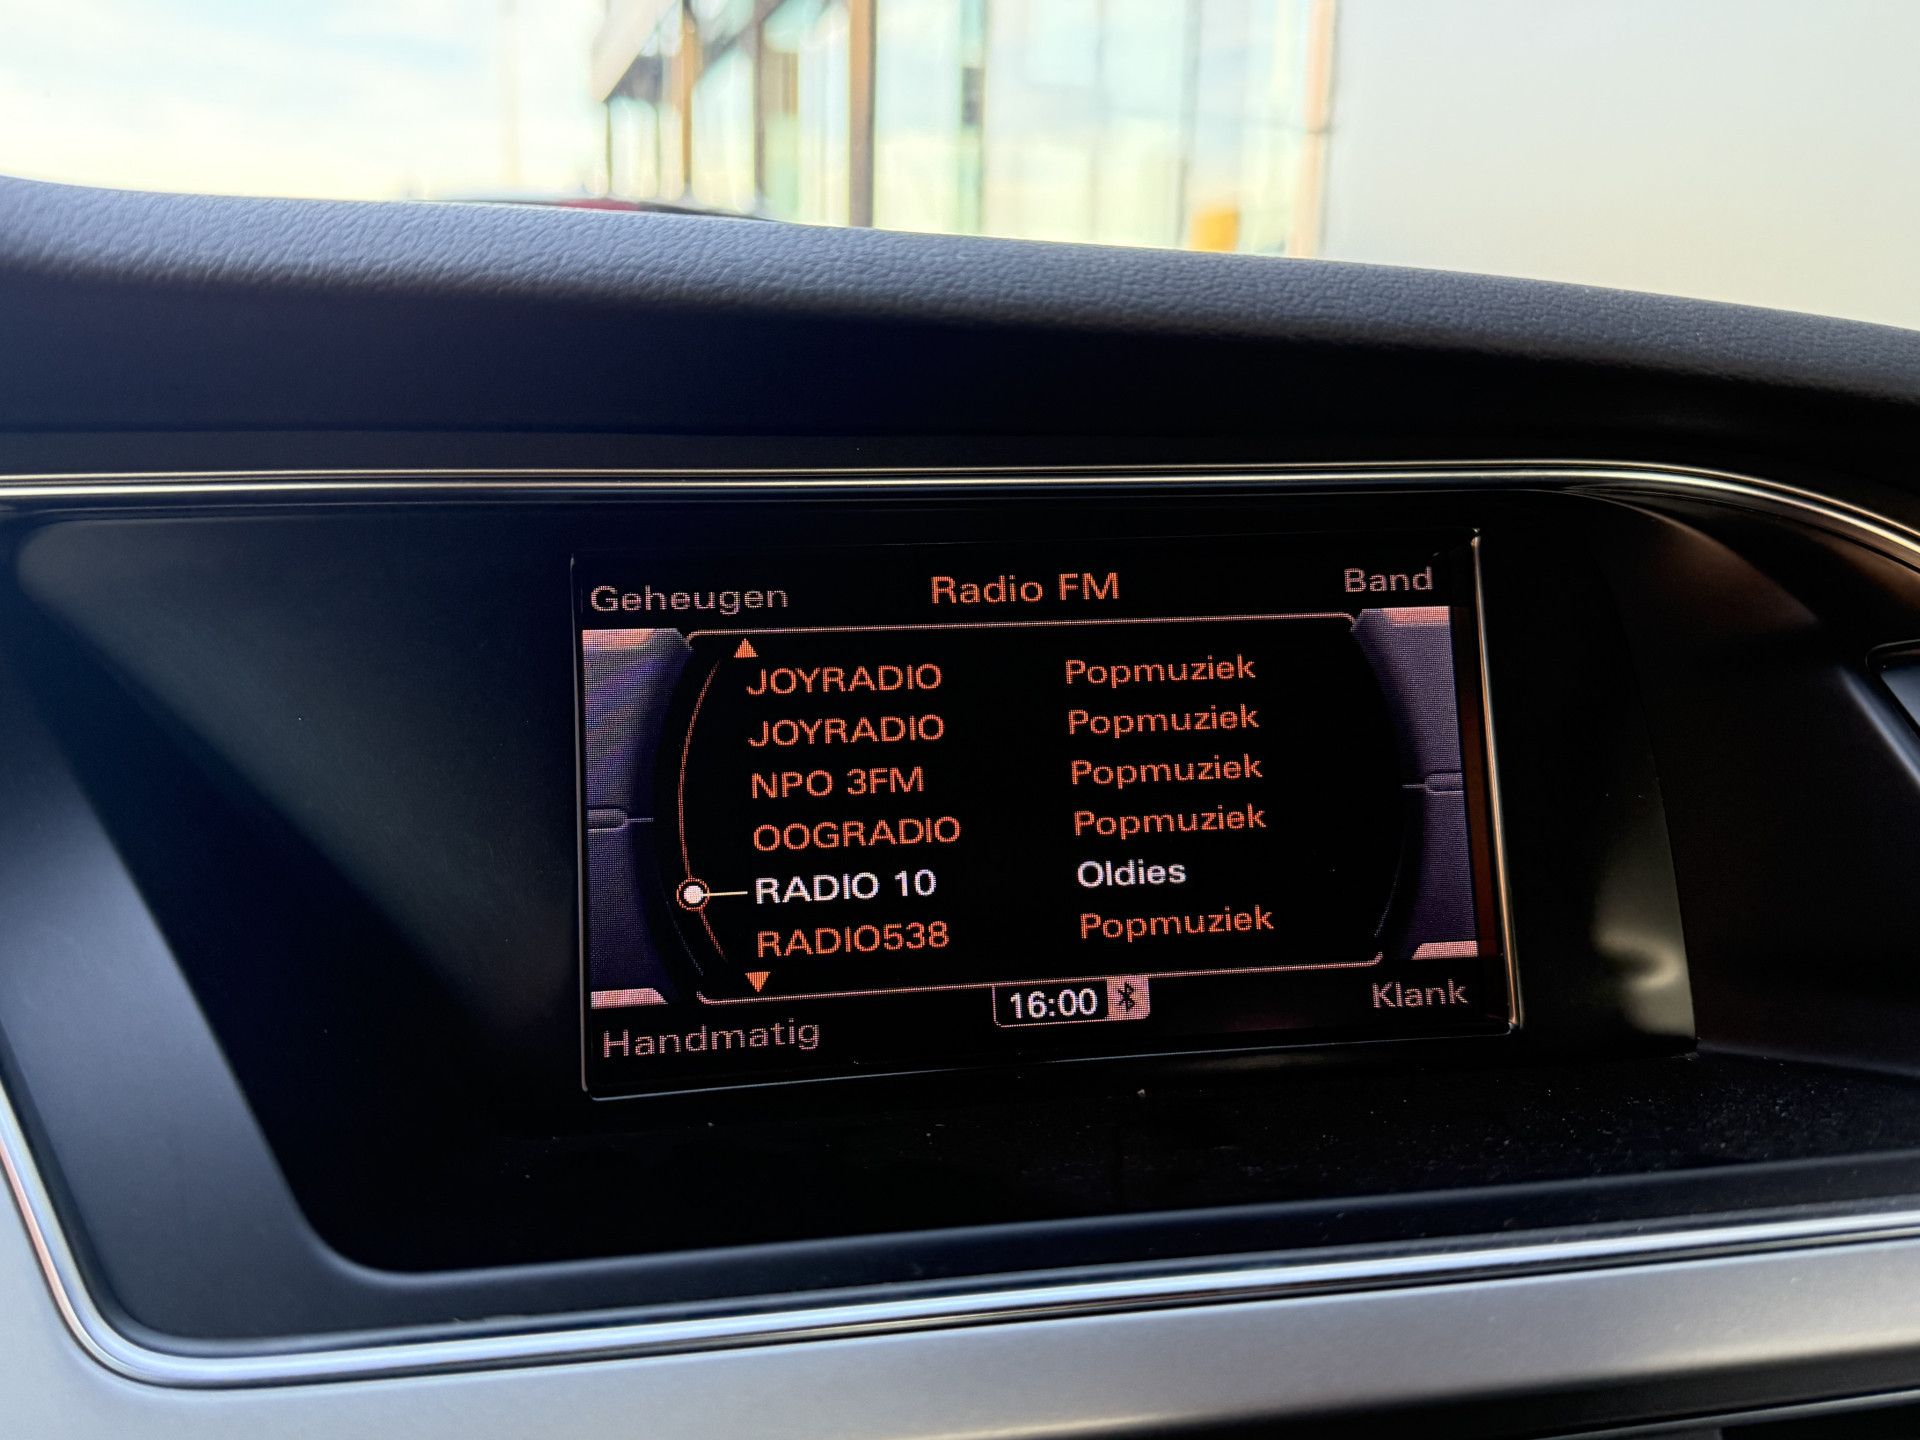 Geheugen Radio FM Band
JOYRADIO Popmuziek
JOYRADIO Popmuziek
NPO 3FM Popmuziek
OOGRADIO Popmuziek
RADIO 10 Oldies
RADIO538 Popmuziek
Handmatig 16:00 Klank